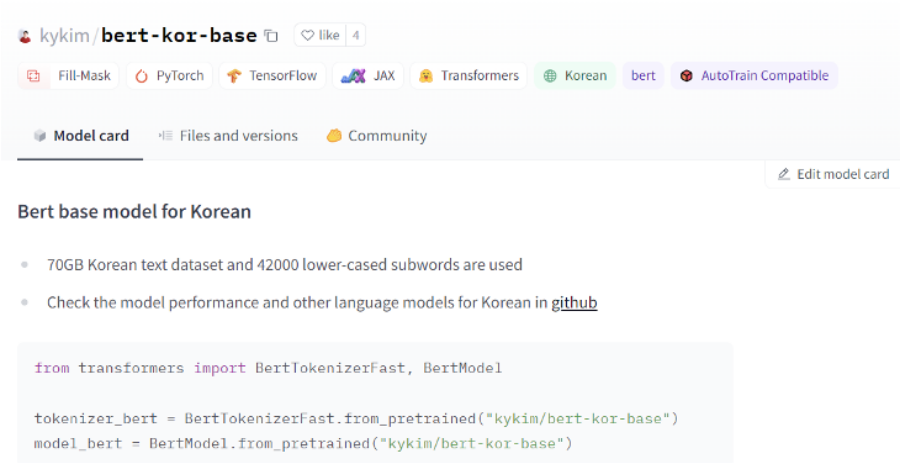 kykim/bert-kor-base like 4
Fill-Mask PyTorch TensorFlow JAX Transformers Korean bert AutoTrain Compatible
Model card Files and versions Community
Edit model card
Bert base model for Korean
70GB Korean text dataset and 42000 lower-cased subwords are used
Check the model performance and other language models for Korean in github
from transformers import BertTokenizerFast, BertModel
tokenizer_bert = BertTokenizerFast.from_pretrained("kykim/bert-kor-base")
model_bert = BertModel.from_pretrained("kykim/bert-kor-base")